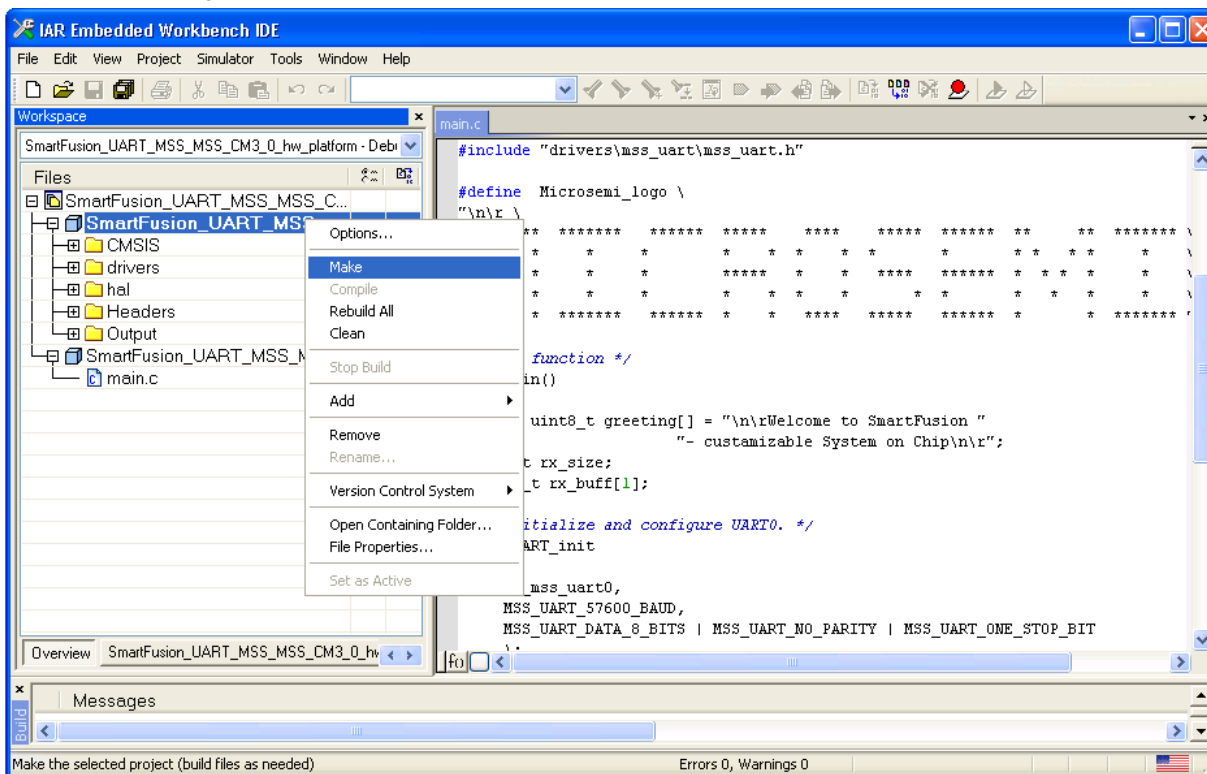 IAR Embedded Workbench IDE
File Edit View Project Simulator Tools Window Help
Workspace
SmartFusion_UART_MSS_MSS_CM3_0_hw_platform - Debu
Files
SmartFusion_UART_MSS_MSS_C...
SmartFusion_UART_MSS
CMSIS
drivers
hal
Headers
Output
SmartFusion_UART_MSS_M
main.c
Overview SmartFusion_UART_MSS_MSS_CM3_0_hw
Options...
Make
Compile
Rebuild All
Clean
Stop Build
Add
Remove
Rename...
Version Control System
Open Containing Folder...
File Properties...
Set as Active
main.c
#include "drivers\mss_uart\mss_uart.h"
#define Microsemi_logo \
"\n\r \
** ******* ****** ***** **** ***** ****** ** ** ******* \
* * * * * * * * * * * * * * \
* * * ***** * * **** ****** * * * * * \
* * * * * * * * * * * * * \
* ******* ****** * * **** ***** ****** * * ******* "
function */
in()
uint8_t greeting[] = "\n\rWelcome to SmartFusion "
"- custamizable System on Chip\n\r";
t rx_size;
_t rx_buff[1];
itialize and configure UART0. */
ART_init
_mss_uart0,
MSS_UART_57600_BAUD,
MSS_UART_DATA_8_BITS | MSS_UART_NO_PARITY | MSS_UART_ONE_STOP_BIT
);
f()
Messages
Build
Make the selected project (build files as needed) Errors 0, Warnings 0